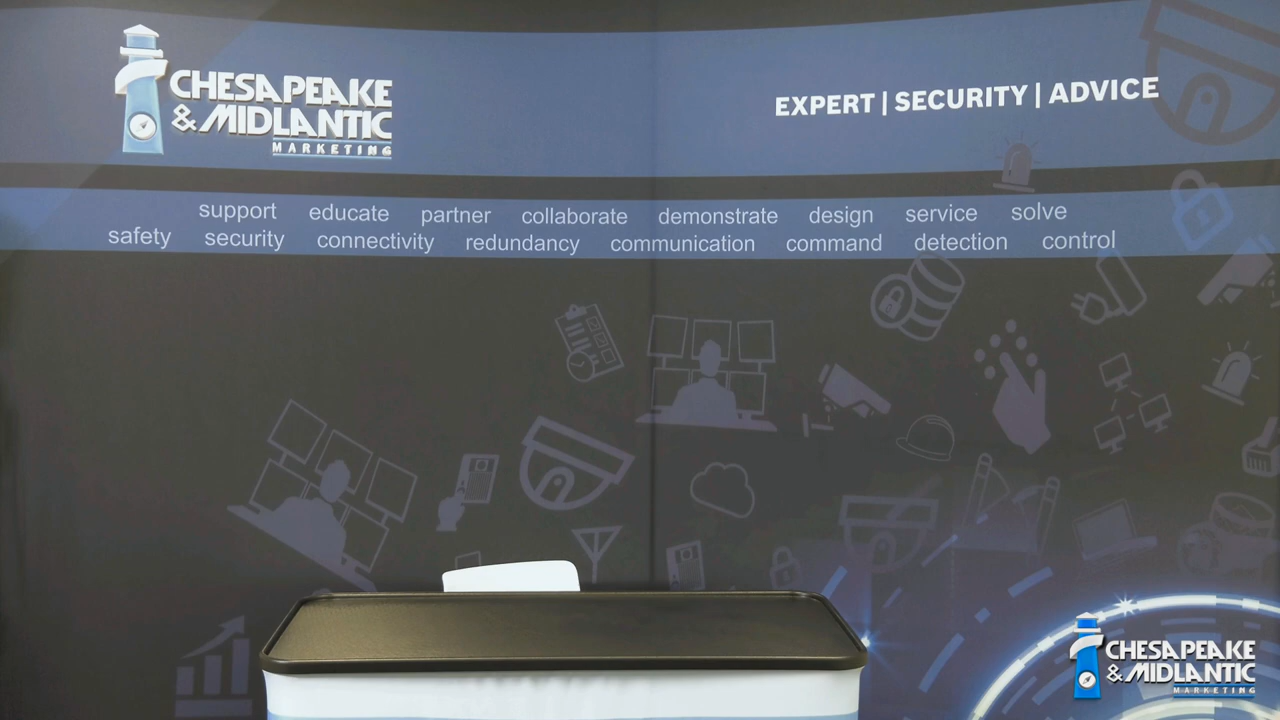 CHESAPEAKE
& MIDLANTIC
MARKETING
EXPERT | SECURITY | ADVICE
support educate partner collaborate demonstrate design service solve
safety security connectivity redundancy communication command detection control
CHESAPEAKE
& MIDLANTIC
MARKETING